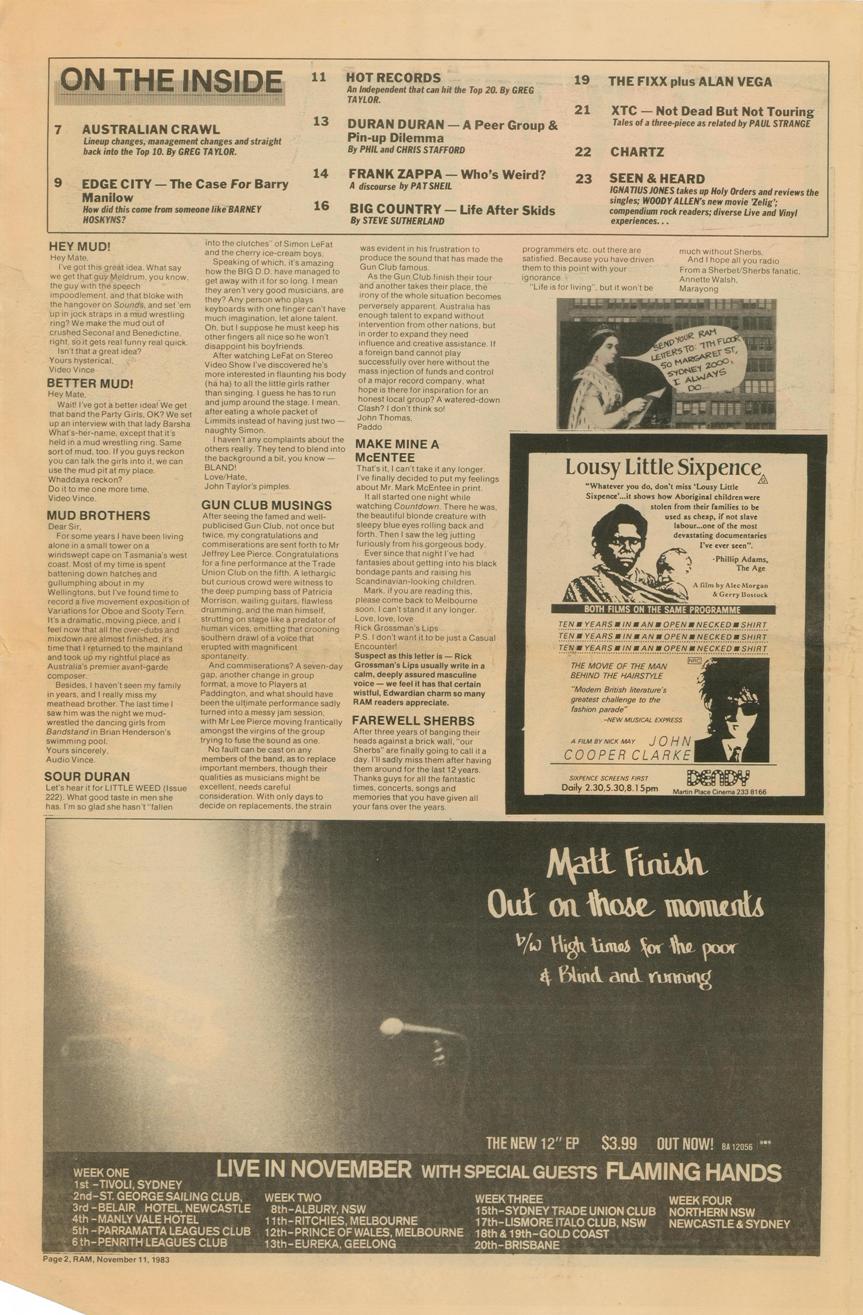 ON THE INSIDE
7 AUSTRALIAN CRAWL
Lineup changes, management changes and straight
back into the Top 10. By GREG TAYLOR.
9 EDGE CITY — The Case For Barry
Manilow
How did this come from someone like BARNEY
HOSKYNS?
11 HOT RECORDS
An Independent that can hit the Top 20. By GREG
TAYLOR.
13 DURAN DURAN — A Peer Group &
Pin-up Dilemma
By PHIL and CHRIS STAFFORD
14 FRANK ZAPPA — Who's Weird?
A discourse by PAT SHEIL
16 BIG COUNTRY — Life After Skids
By STEVE SUTHERLAND
19 THE FIXX plus ALAN VEGA
21 XTC — Not Dead But Not Touring
Tales of a three-piece as related by PAUL STRANGE
22 CHARTZ
23 SEEN & HEARD
IGNATIUS JONES takes up Holy Orders and reviews the
singles; WOODY ALLEN's new movie 'Zelig';
compendium rock readers; diverse Live and Vinyl
experiences. . .
HEY MUD!
Hey Mate,
I've got this great idea. What say
we get that guy Meldrum, you know,
the guy with the speech
impoodlement, and that bloke with
the hangover on Sounds, and set 'em
up in jock straps in a mud wrestling
ring? We make the mud out of
crushed Seconal and Benedictine,
right, so it gets real funny real quick.
Isn't that a great idea?
Yours hysterical,
Video Vince
BETTER MUD!
Hey Mate,
Wait! I've got a better idea! We get
that band the Party Girls, OK? We set
up an interview with that lady Barsha
What's-her-name, except that it's
held in a mud wrestling ring. Same
sort of mud, too. If you guys reckon
you can talk the girls into it, we can
use the mud pit at my place.
Whaddaya reckon?
Do it to me one more time,
Video Vince.
MUD BROTHERS
Dear Sir,
For some years I have been living
alone in a small tower on a
windswept cape on Tasmania's west
coast. Most of my time is spent
battening down hatches and
gullumphing about in my
Wellingtons, but I've found time to
record a five movement exposition of
Variations for Oboe and Sooty Tern.
It's a dramatic, moving piece, and I
feel now that all the over-dubs and
mixdown are almost finished, it's
time that I returned to the mainland
and took up my rightful place as
Australia's premier avant-garde
composer.
Besides, I haven't seen my family
in years, and I really miss my
meathead brother. The last time I
saw him was the night we mud-
wrestled the dancing girls from
Bandstand in Brian Henderson's
swimming pool.
Yours sincerely,
Audio Vince.
SOUR DURAN
Let's hear it for LITTLE WEED (Issue
222). What good taste in men she
has. I'm so glad she hasn't "fallen
into the clutches" of Simon LeFat
and the cherry ice-cream boys.
Speaking of which, it's amazing
how the BIG D.D. have managed to
get away with it for so long. I mean
they aren't very good musicians, are
they? Any person who plays
keyboards with one finger can't have
much imagination, let alone talent.
Oh, but I suppose he must keep his
other fingers all nice so he won't
disappoint his boyfriends.
After watching LeFat on Stereo
Video Show I've discovered he's
more interested in flaunting his body
(há ha) to all the little girls rather
than singing. I guess he has to run
and jump around the stage. I mean,
after eating a whole packet of
Limmits instead of having just two —
naughty Simon.
I haven't any complaints about the
others really. They tend to blend into
the background a bit, you know —
BLAND!
Love/Hate,
John Taylor's pimples.
GUN CLUB MUSINGS
After seeing the famed and well-
publicised Gun Club, not once but
twice, my congratulations and
commiserations are sent forth to Mr
Jeffrey Lee Pierce. Congratulations
for a fine performance at the Trade
Union Club on the fifth. A lethargic
but curious crowd were witness to
the deep pumping bass of Patricia
Morrison, wailing guitars, flawless
drumming, and the man himself,
strutting on stage like a predator of
human vices, emitting that crooning
southern drawl of a voice that
erupted with magnificent
spontaneity.
And commiserations? A seven-day
gap, another change in group
format, a move to Players at
Paddington, and what should have
been the ultimate performance sadly
turned into a messy jam session,
with Mr Lee Pierce moving frantically
amongst the virgins of the group
trying to fuse the sound as one.
No fault can be cast on any
members of the band, as to replace
important members, though their
qualities as musicians might be
excellent, needs careful
consideration. With only days to
decide on replacements, the strain
was evident in his frustration to
produce the sound that has made the
Gun Club famous.
As the Gun Club finish their tour
and another takes their place, the
irony of the whole situation becomes
perversely apparent. Australia has
enough talent to expand without
intervention from other nations, but
in order to expand they need
influence and creative assistance. If
a foreign band cannot play
successfully over here without the
mass injection of funds and control
of a major record company, what
hope is there for inspiration for an
honest local group? A watered-down
Clash? I don't think so!
John Thomas,
Paddo
MAKE MINE A
McENTEE
That's it, I can't take it any longer.
I've finally decided to put my feelings
about Mr. Mark McEntee in print.
It all started one night while
watching Countdown. There he was,
the beautiful blonde creature with
sleepy blue eyes rolling back and
forth. Then I saw the leg jutting
furiously from his gorgeous body.
Ever since that night I've had
fantasies about getting into his black
bondage pants and raising his
Scandinavian-looking children.
Mark, if you are reading this,
please come back to Melbourne
soon. I can't stand it any longer.
Love, love, love
Rick Grossman's Lips
P.S. I don't want it to be just a Casual
Encounter!
Suspect as this letter is — Rick
Grossman's Lips usually write in a
calm, deeply assured masculine
voice — we feel it has that certain
wistful, Edwardian charm so many
RAM readers appreciate.
FAREWELL SHERBS
After three years of banging their
heads against a brick wall, "our
Sherbs" are finally going to call it a
day. I'll sadly miss them after having
them around for the last 12 years.
Thanks guys for all the fantastic
times, concerts, songs and
memories that you have given all
your fans over the years.
programmers etc. out there are
satisfied. Because you have driven
them to this point with your
ignorance.
"Life is for living", but it won't be
much without Sherbs.
And I hope all you radio
From a Sherbet/Sherbs fanatic,
Annette Walsh,
Marayong
SEND YOUR RAM
LETTERS TO: 7TH FLOOR
50 MARGARET ST,
SYDNEY 2000.
I ALWAYS
DO...
Lousy Little Sixpence
"Whatever you do, don't miss 'Lousy Little
Sixpence'...it shows how Aboriginal children were
stolen from their families to be
used as cheap, if not slave
labour...one of the most
devastating documentaries
I've ever seen".
-Phillip Adams,
The Age
A film by Alec Morgan
& Gerry Bostock
BOTH FILMS ON THE SAME PROGRAMME
TEN■YEARS■IN■AN■OPEN■NECKED■SHIRT
TEN■YEARS■IN■AN■OPEN■NECKED■SHIRT
TEN■YEARS■IN■AN■OPEN■NECKED■SHIRT
NRC
THE MOVIE OF THE MAN
BEHIND THE HAIRSTYLE
"Modern British literature's
greatest challenge to the
fashion parade"
–NEW MUSICAL EXPRESS
A FILM BY NICK MAY JOHN
COOPER CLARKE
SIXPENCE SCREENS FIRST
Daily 2.30,5.30,8.15pm
DENDY
Martin Place Cinema 233 8166
Matt Finish
Out on those moments
b/w High times for the poor
& Blind and running
THE NEW 12" EP $3.99 OUT NOW! BA 12056
LIVE IN NOVEMBER WITH SPECIAL GUESTS FLAMING HANDS
WEEK ONE
1st –TIVOLI, SYDNEY
2nd–ST. GEORGE SAILING CLUB,
3rd –BELAIR HOTEL, NEWCASTLE
4th –MANLY VALE HOTEL
5th –PARRAMATTA LEAGUES CLUB
6th–PENRITH LEAGUES CLUB
WEEK TWO
8th–ALBURY, NSW
11th–RITCHIES, MELBOURNE
12th–PRINCE OF WALES, MELBOURNE
13th–EUREKA, GEELONG
WEEK THREE
15th–SYDNEY TRADE UNION CLUB
17th–LISMORE ITALO CLUB, NSW
18th & 19th–GOLD COAST
20th–BRISBANE
WEEK FOUR
NORTHERN NSW
NEWCASTLE & SYDNEY
Page 2, RAM, November 11, 1983